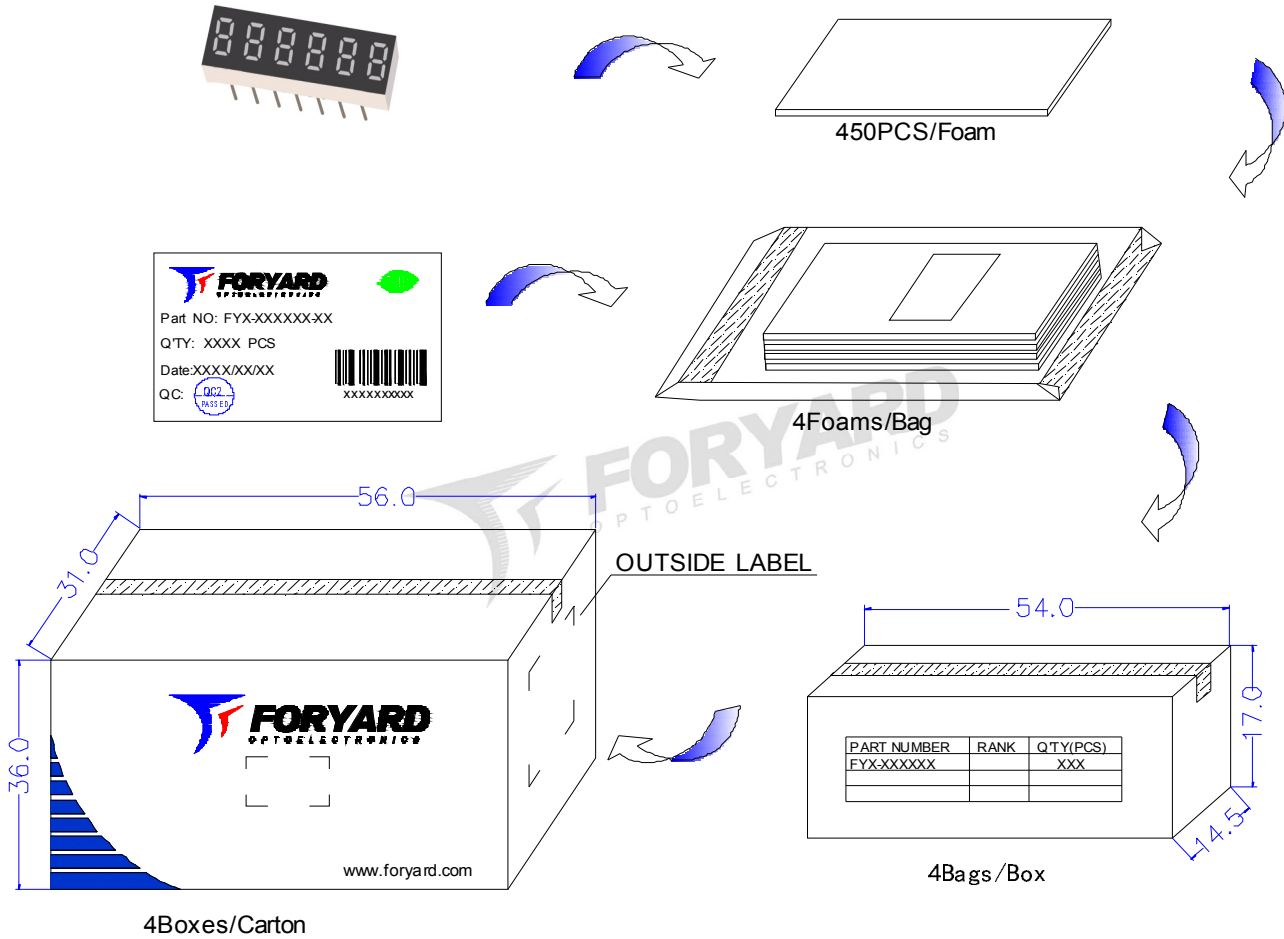 450PCS/Foam
FORYARD
OPTOELECTRONICS
Part NO: FYX-XXXXXX-XX
Q'TY: XXXX PCS
Date:XXXX/XX/XX
QC: QC2 PASSED
XXXXXXXXXX
4Foams/Bag
FORYARD
OPTOELECTRONICS
56.0
31.0
36.0
OUTSIDE LABEL
FORYARD
OPTOELECTRONICS
www.foryard.com
4Boxes/Carton
54.0
17.0
14.5
PART NUMBER RANK Q'TY(PCS)
FYX-XXXXXX XXX
4Bags/Box